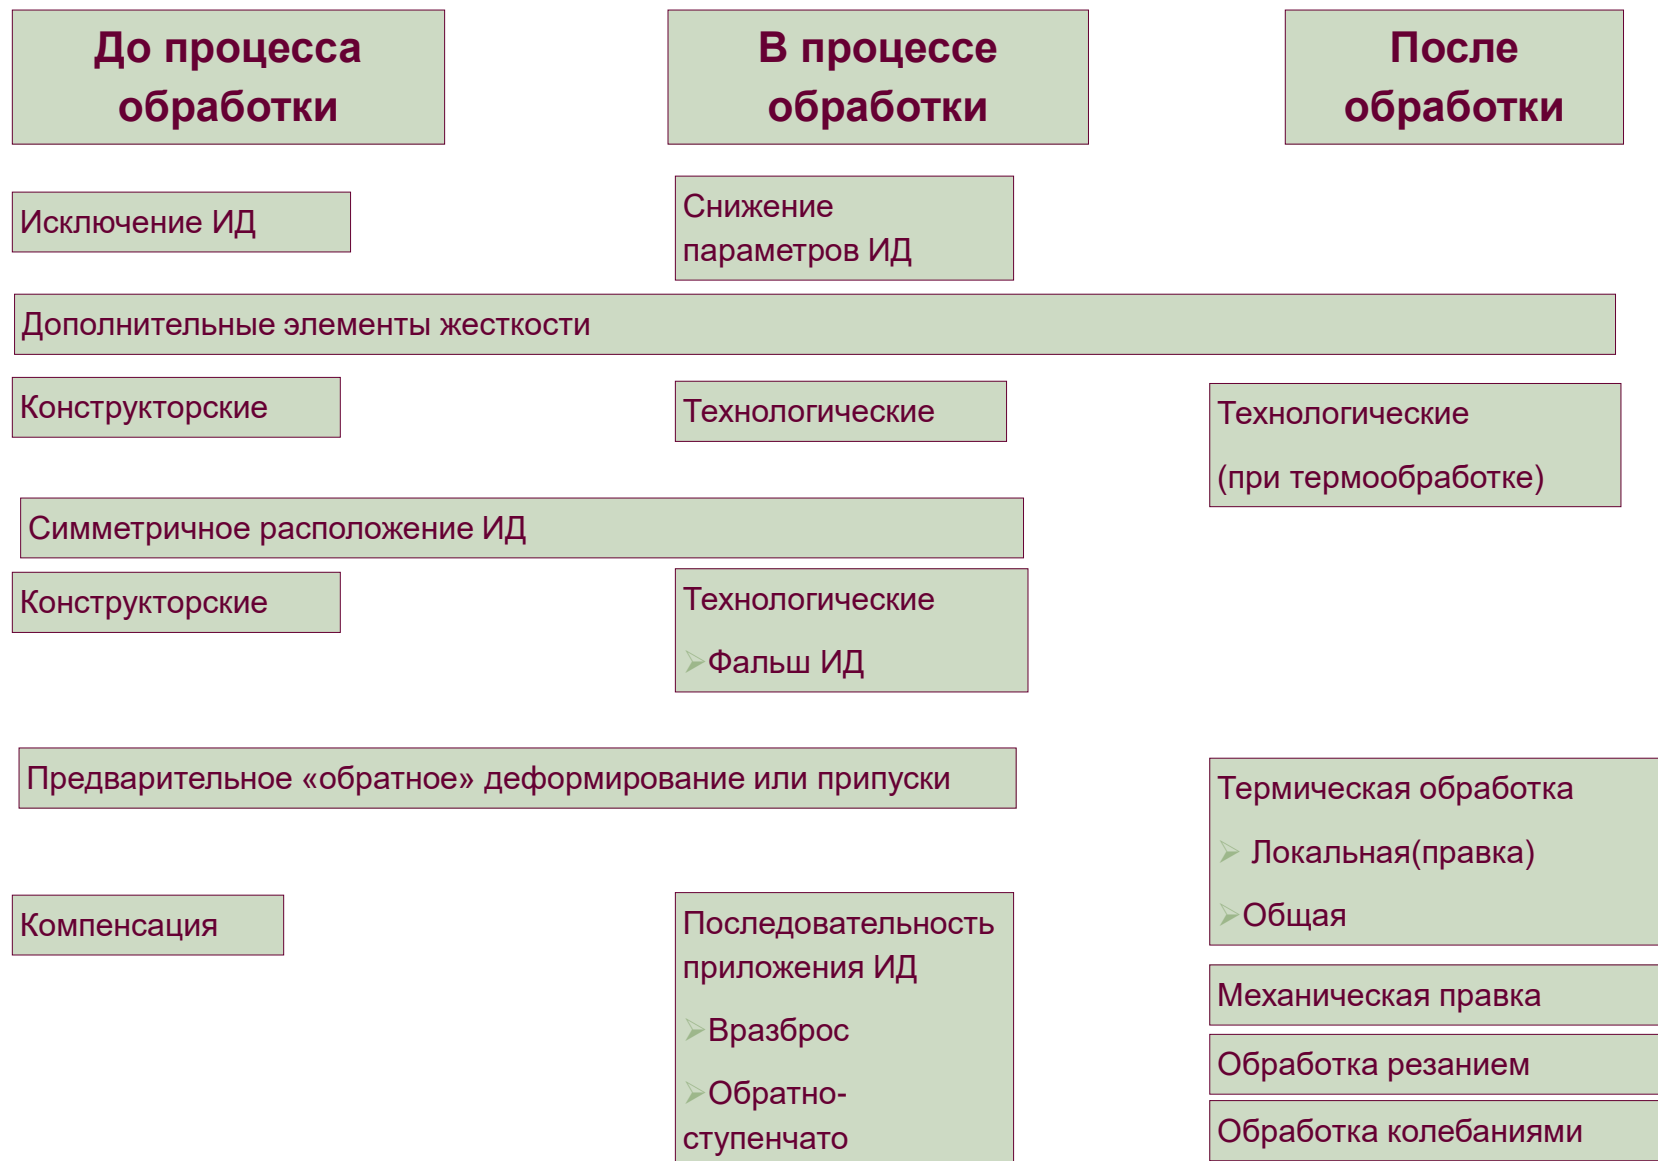 До процесса
обработки
В процессе
обработки
После
обработки
Исключение ИД
Снижение
параметров ИД
Дополнительные элементы жесткости
Конструкторские
Технологические
Технологические
(при термообработке)
Симметричное расположение ИД
Конструкторские
Технологические
Фальш ИД
Предварительное «обратное» деформирование или припуски
Термическая обработка
Локальная(правка)
Общая
Компенсация
Последовательность
приложения ИД
Вразброс
Обратно-
ступенчато
Механическая правка
Обработка резанием
Обработка колебаниями